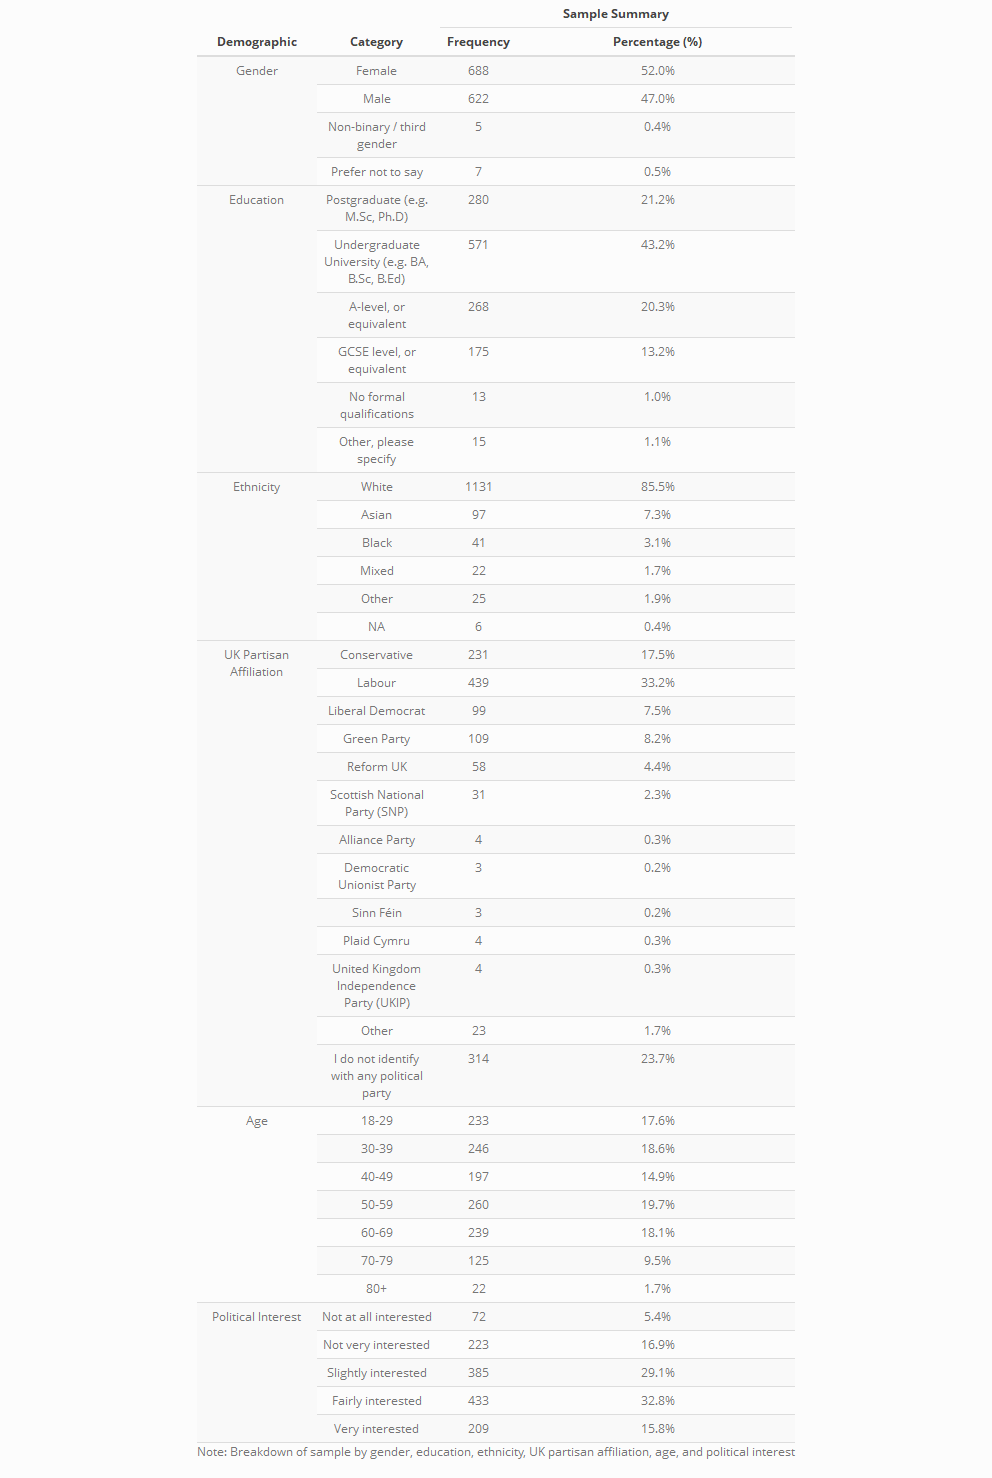 Sample Summary
Demographic Category Frequency Percentage (%)
Gender Female 688 52.0%
Male 622 47.0%
Non-binary / third 5 0.4%
gender
Prefer not to say 7 0.5%
Education Postgraduate (e.g. 280 21.2%
M.Sc, Ph.D)
Undergraduate 571 43.2%
University (e.g. BA,
B.Sc, B.Ed)
A-level, or 268 20.3%
equivalent
GCSE level, or 175 13.2%
equivalent
No formal 13 1.0%
qualifications
Other, please 15 1.1%
specify
Ethnicity White 1131 85.5%
Asian 97 7.3%
Black 41 3.1%
Mixed 22 1.7%
Other 25 1.9%
NA 6 0.4%
UK Partisan Conservative 231 17.5%
Affiliation
Labour 439 33.2%
Liberal Democrat 99 7.5%
Green Party 109 8.2%
Reform UK 58 4.4%
Scottish National 31 2.3%
Party (SNP)
Alliance Party 4 0.3%
Democratic 3 0.2%
Unionist Party
Sinn Féin 3 0.2%
Plaid Cymru 4 0.3%
United Kingdom 4 0.3%
Independence
Party (UKIP)
Other 23 1.7%
I do not identify 314 23.7%
with any political
party
Age 18-29 233 17.6%
30-39 246 18.6%
40-49 197 14.9%
50-59 260 19.7%
60-69 239 18.1%
70-79 125 9.5%
80+ 22 1.7%
Political Interest Not at all interested 72 5.4%
Not very interested 223 16.9%
Slightly interested 385 29.1%
Fairly interested 433 32.8%
Very interested 209 15.8%
Note: Breakdown of sample by gender, education, ethnicity, UK partisan affiliation, age, and political interest